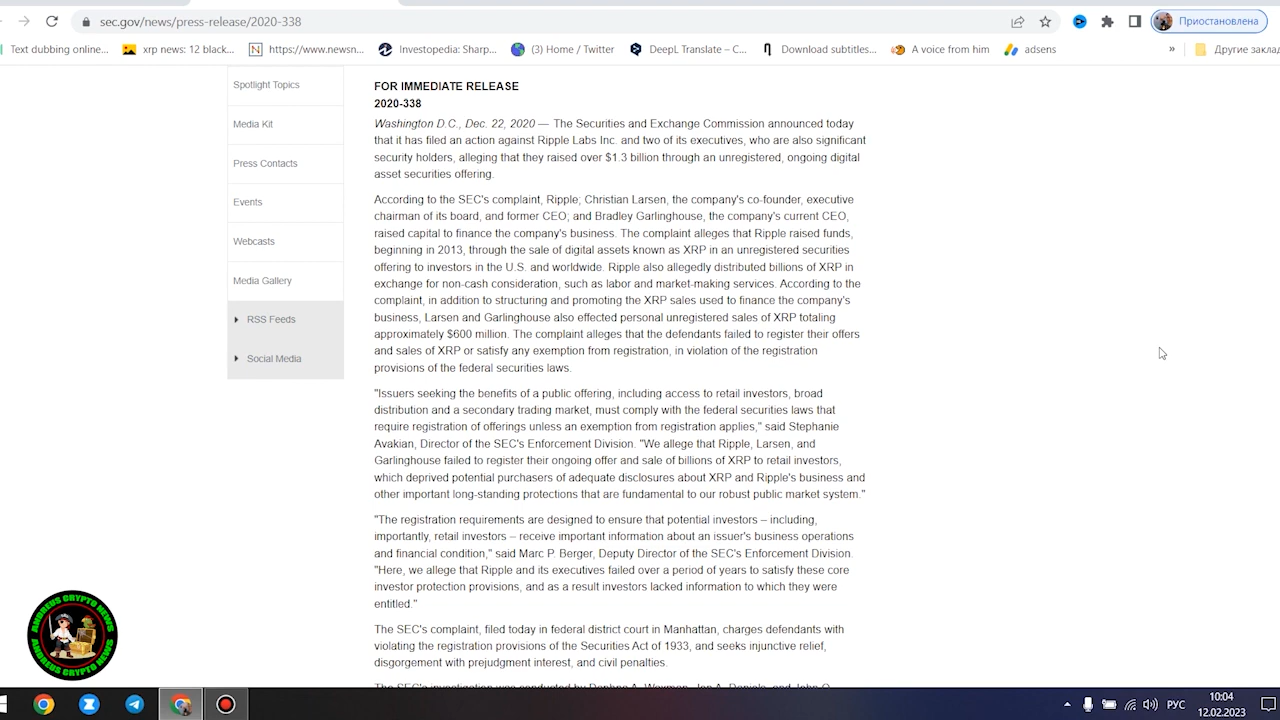 sec.gov/news/press-release/2020-338
Приостановлена
Text dubbing online...
xrp news: 12 black...
https://www.newsn...
Investopedia: Sharp...
(3) Home / Twitter
DeepL Translate – C...
Download subtitles...
A voice from him
adsens
»
Другие заклад
Spotlight Topics
Media Kit
Press Contacts
Events
Webcasts
Media Gallery
RSS Feeds
Social Media
FOR IMMEDIATE RELEASE
2020-338
Washington D.C., Dec. 22, 2020 — The Securities and Exchange Commission announced today
that it has filed an action against Ripple Labs Inc. and two of its executives, who are also significant
security holders, alleging that they raised over $1.3 billion through an unregistered, ongoing digital
asset securities offering.
According to the SEC's complaint, Ripple; Christian Larsen, the company's co-founder, executive
chairman of its board, and former CEO; and Bradley Garlinghouse, the company's current CEO,
raised capital to finance the company's business. The complaint alleges that Ripple raised funds,
beginning in 2013, through the sale of digital assets known as XRP in an unregistered securities
offering to investors in the U.S. and worldwide. Ripple also allegedly distributed billions of XRP in
exchange for non-cash consideration, such as labor and market-making services. According to the
complaint, in addition to structuring and promoting the XRP sales used to finance the company's
business, Larsen and Garlinghouse also effected personal unregistered sales of XRP totaling
approximately $600 million. The complaint alleges that the defendants failed to register their offers
and sales of XRP or satisfy any exemption from registration, in violation of the registration
provisions of the federal securities laws.
"Issuers seeking the benefits of a public offering, including access to retail investors, broad
distribution and a secondary trading market, must comply with the federal securities laws that
require registration of offerings unless an exemption from registration applies," said Stephanie
Avakian, Director of the SEC's Enforcement Division. "We allege that Ripple, Larsen, and
Garlinghouse failed to register their ongoing offer and sale of billions of XRP to retail investors,
which deprived potential purchasers of adequate disclosures about XRP and Ripple's business and
other important long-standing protections that are fundamental to our robust public market system."
"The registration requirements are designed to ensure that potential investors – including,
importantly, retail investors – receive important information about an issuer's business operations
and financial condition," said Marc P. Berger, Deputy Director of the SEC's Enforcement Division.
"Here, we allege that Ripple and its executives failed over a period of years to satisfy these core
investor protection provisions, and as a result investors lacked information to which they were
entitled."
The SEC's complaint, filed today in federal district court in Manhattan, charges defendants with
violating the registration provisions of the Securities Act of 1933, and seeks injunctive relief,
disgorgement with prejudgment interest, and civil penalties.
The SEC's investigation was conducted by Daphna A. Waxman, Jon A. Daniels, and John O.
ANDREUS CRYPTO NEWS
ANDREUS CRYPTO NEWS
РУС
10:04
12.02.2023